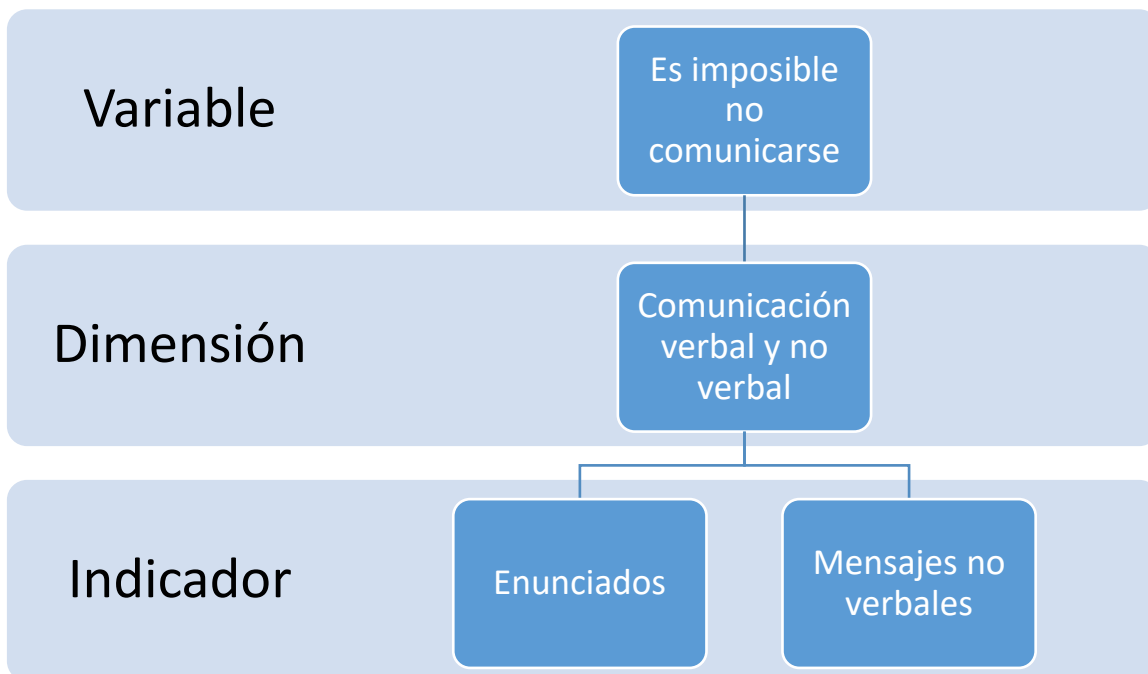 Variable
Es imposible
no
comunicarse
Dimensión
Comunicación
verbal y no
verbal
Indicador
Enunciados
Mensajes no
verbales